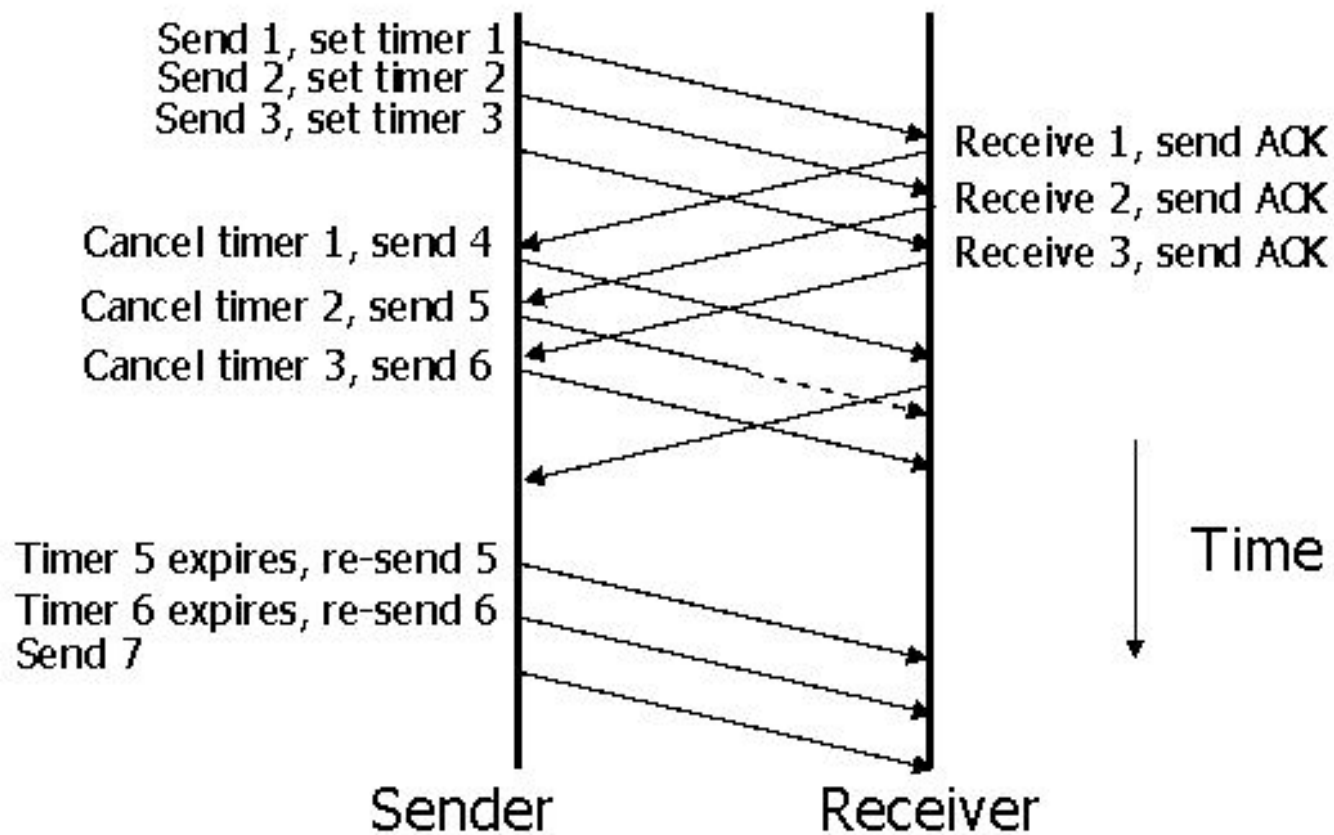 Send 1, set timer 1
Send 2, set timer 2
Send 3, set timer 3
Receive 1, send ACK
Receive 2, send ACK
Receive 3, send ACK
Cancel timer 1, send 4
Cancel timer 2, send 5
Cancel timer 3, send 6
Time
Timer 5 expires, re-send 5
Timer 6 expires, re-send 6
Send 7
Sender
Receiver